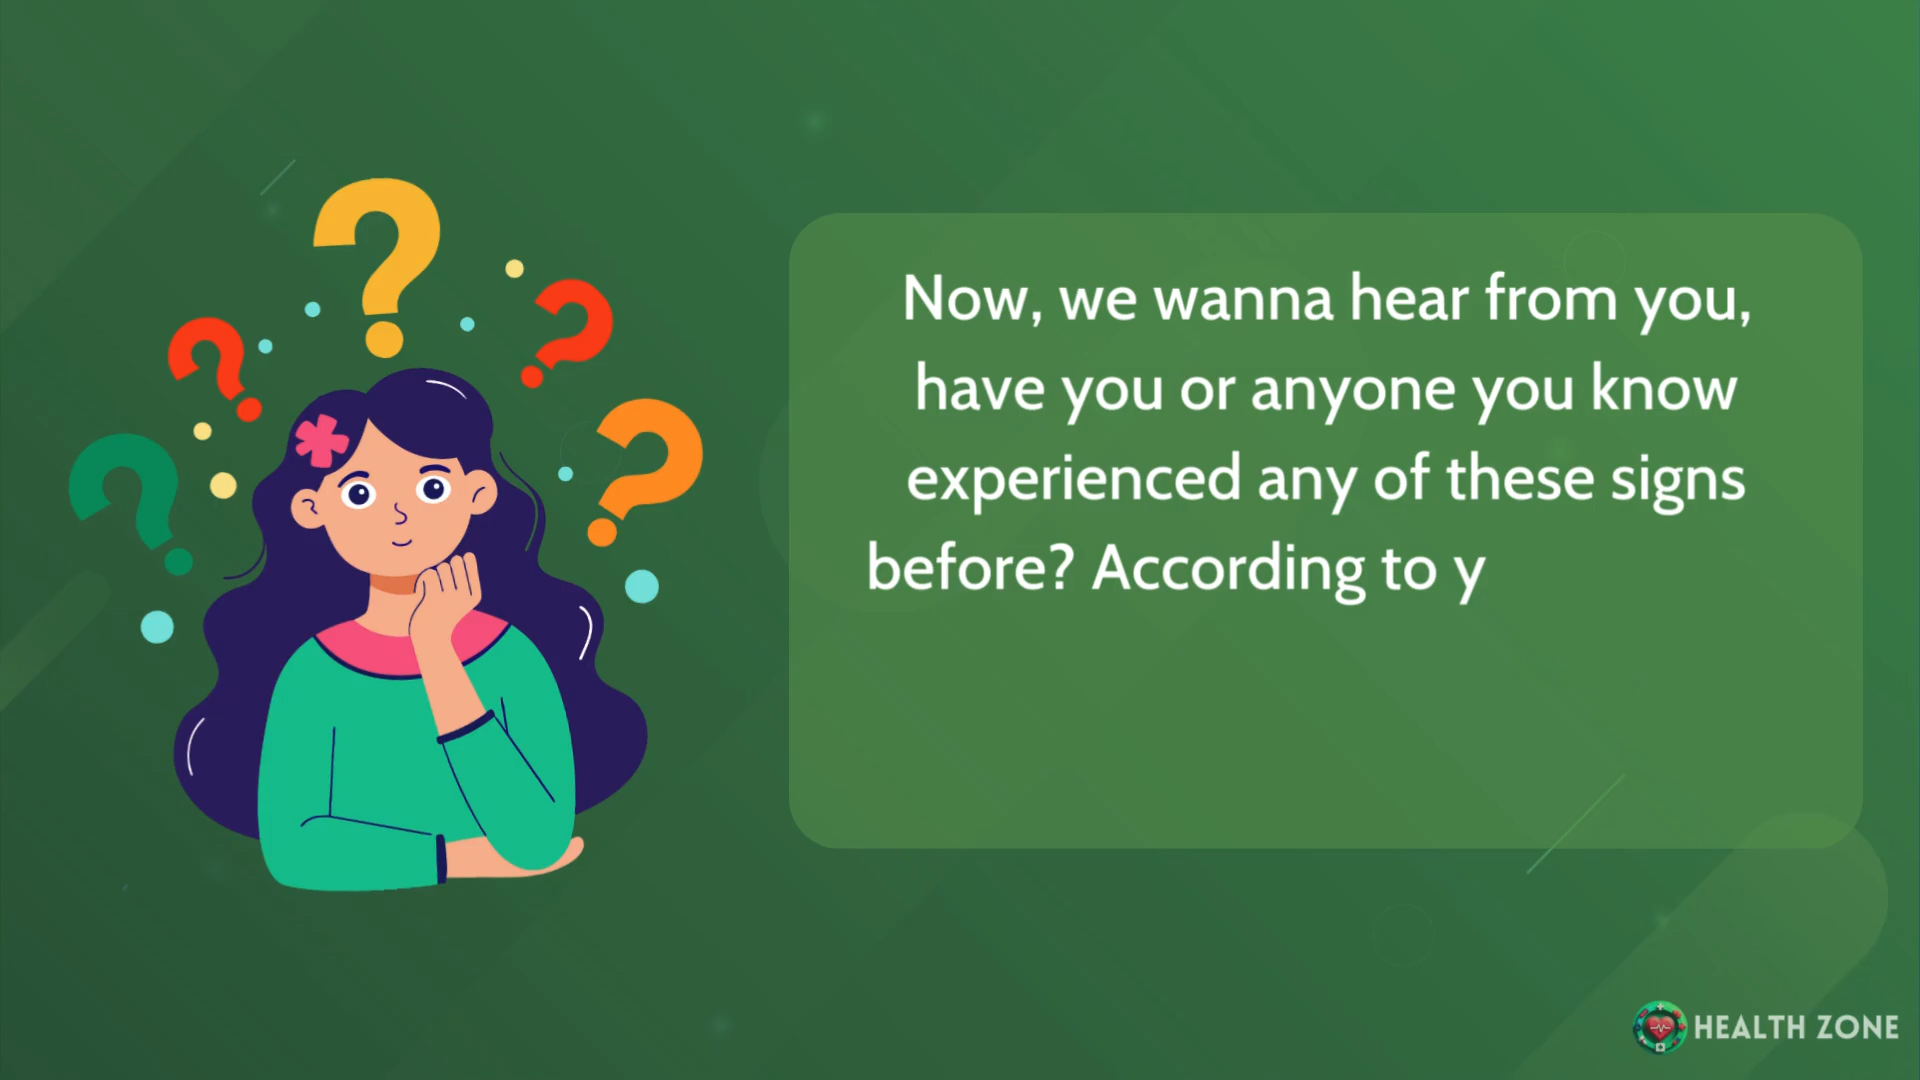 Now, we wanna hear from you,
have you or anyone you know
experienced any of these signs
before? According to y
HEALTH ZONE